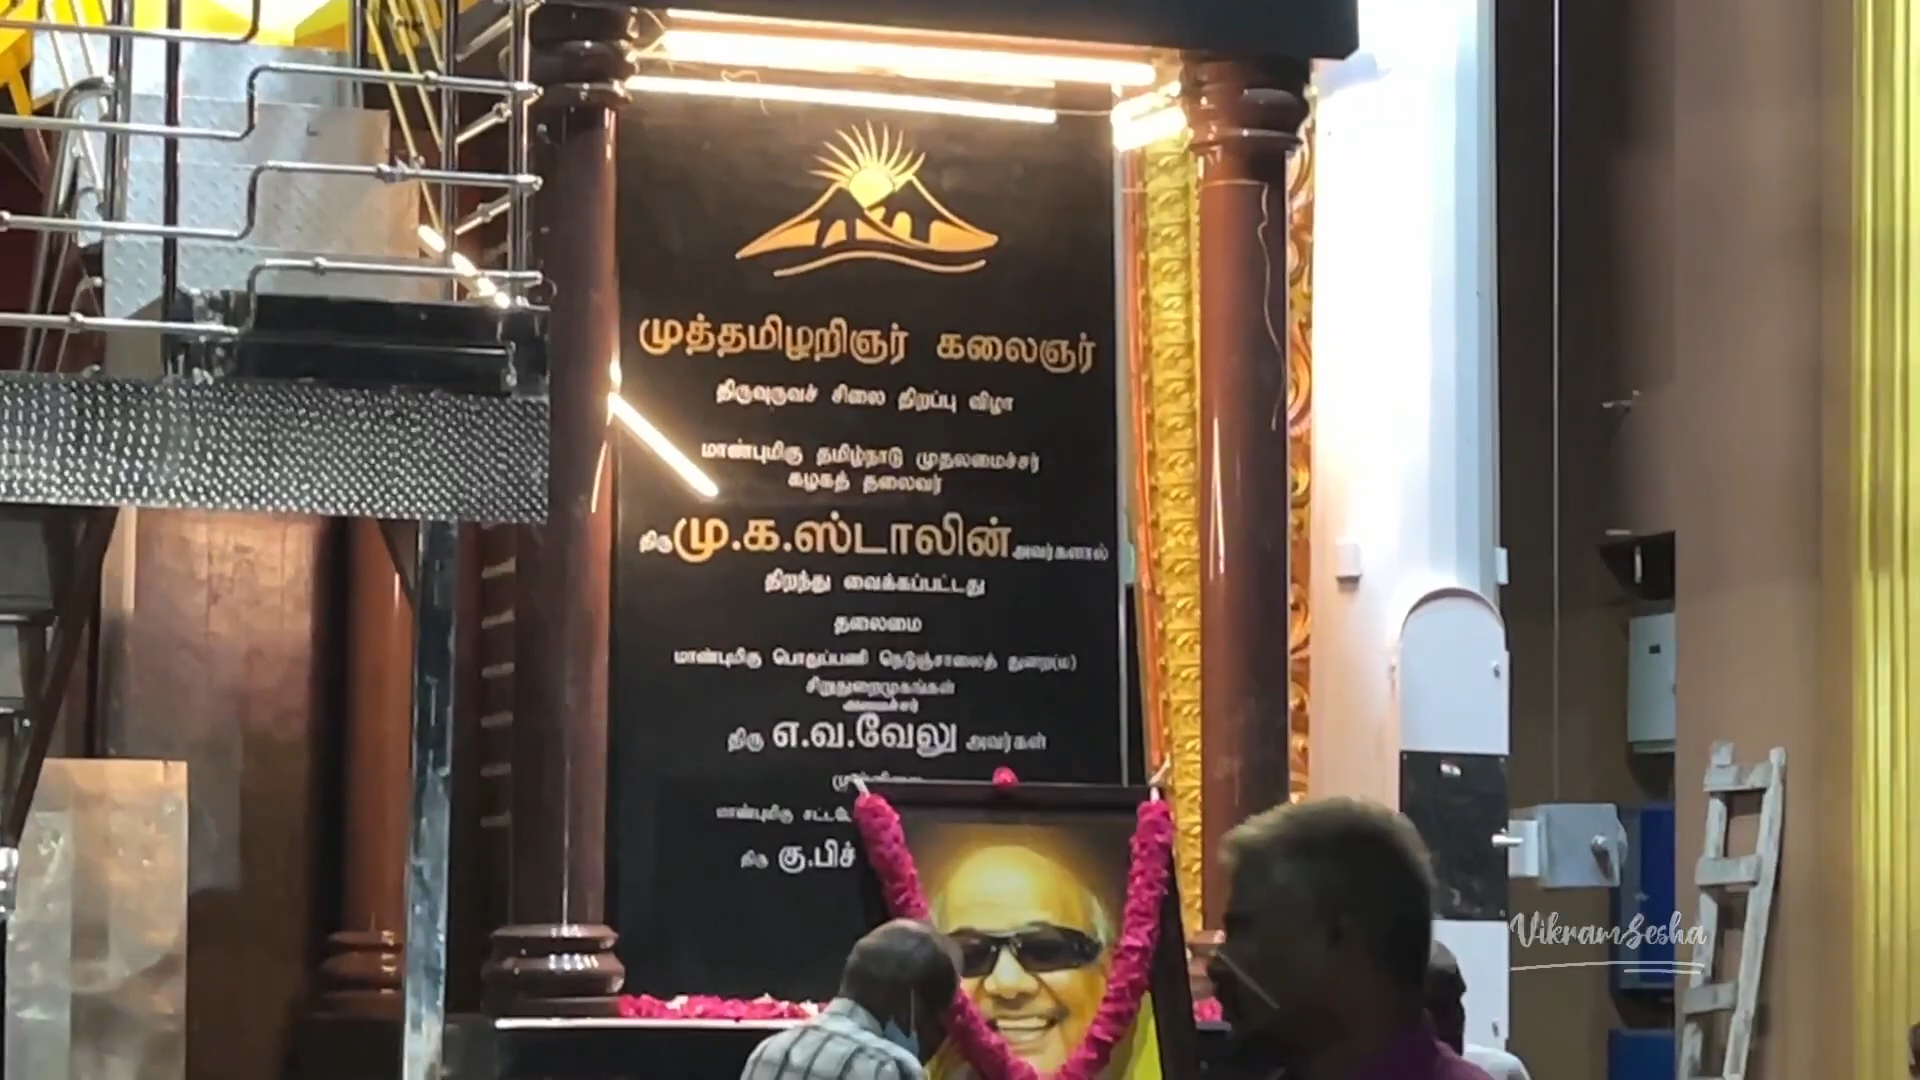 முத்தமிழறிஞர் கலைஞர்
திருவுருவச் சிலை திறப்பு விழா
மாண்புமிகு தமிழ்நாடு முதலமைச்சர்
கழகத் தலைவர்
திரு மு.க.ஸ்டாலின் அவர்களால்
திறந்து வைக்கப்பட்டது
தலைமை
மாண்புமிகு பொதுப்பணி நெடுஞ்சாலைத் துறை(ம)
சிறுதுறைமுகங்கள்
அமைச்சர்
திரு எ.வ.வேலு அவர்கள்
மாண்புமிகு
திரு கு.பிச்
VikramSesha